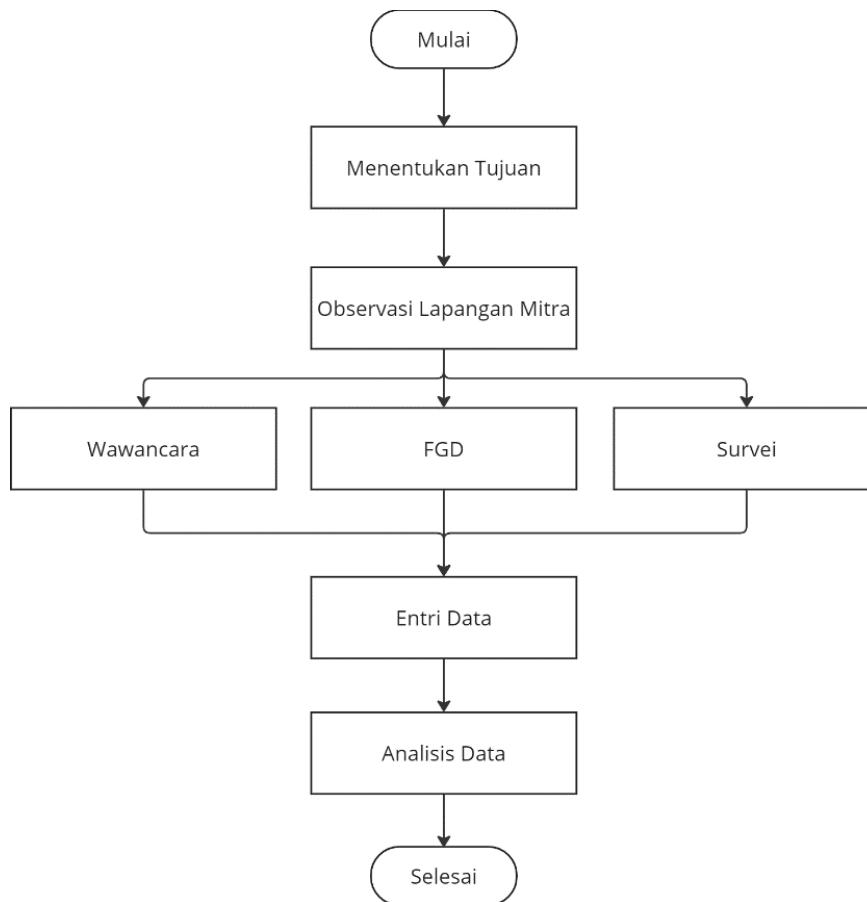 Mulai
Menentukan Tujuan
Observasi Lapangan Mitra
Wawancara
FGD
Survei
Entri Data
Analisis Data
Selesai